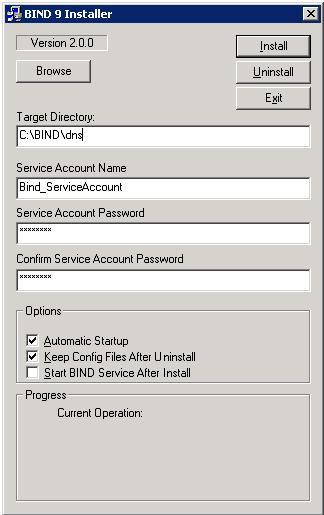 BIND 9 Installer
Version 2.0.0
Install
Browse
Uninstall
Exit
Target Directory:
C:\BIND\dns
Service Account Name
Bind_ServiceAccount
Service Account Password
********
Confirm Service Account Password
********
Options
Automatic Startup
Keep Config Files After Uninstall
Start BIND Service After Install
Progress
Current Operation: